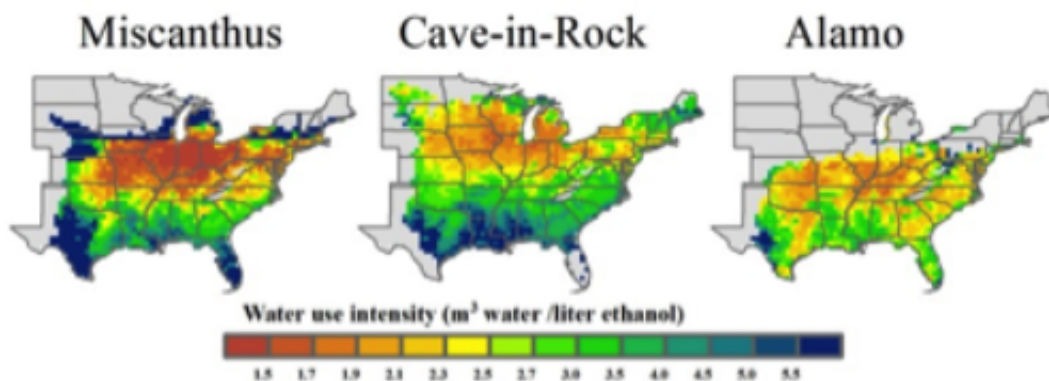 Miscanthus Cave-in-Rock Alamo
Water use intensity (m³ water /liter ethanol)
1.5 1.7 1.9 2.1 2.3 2.5 2.7 3.0 3.5 4.0 4.5 5.0 5.5